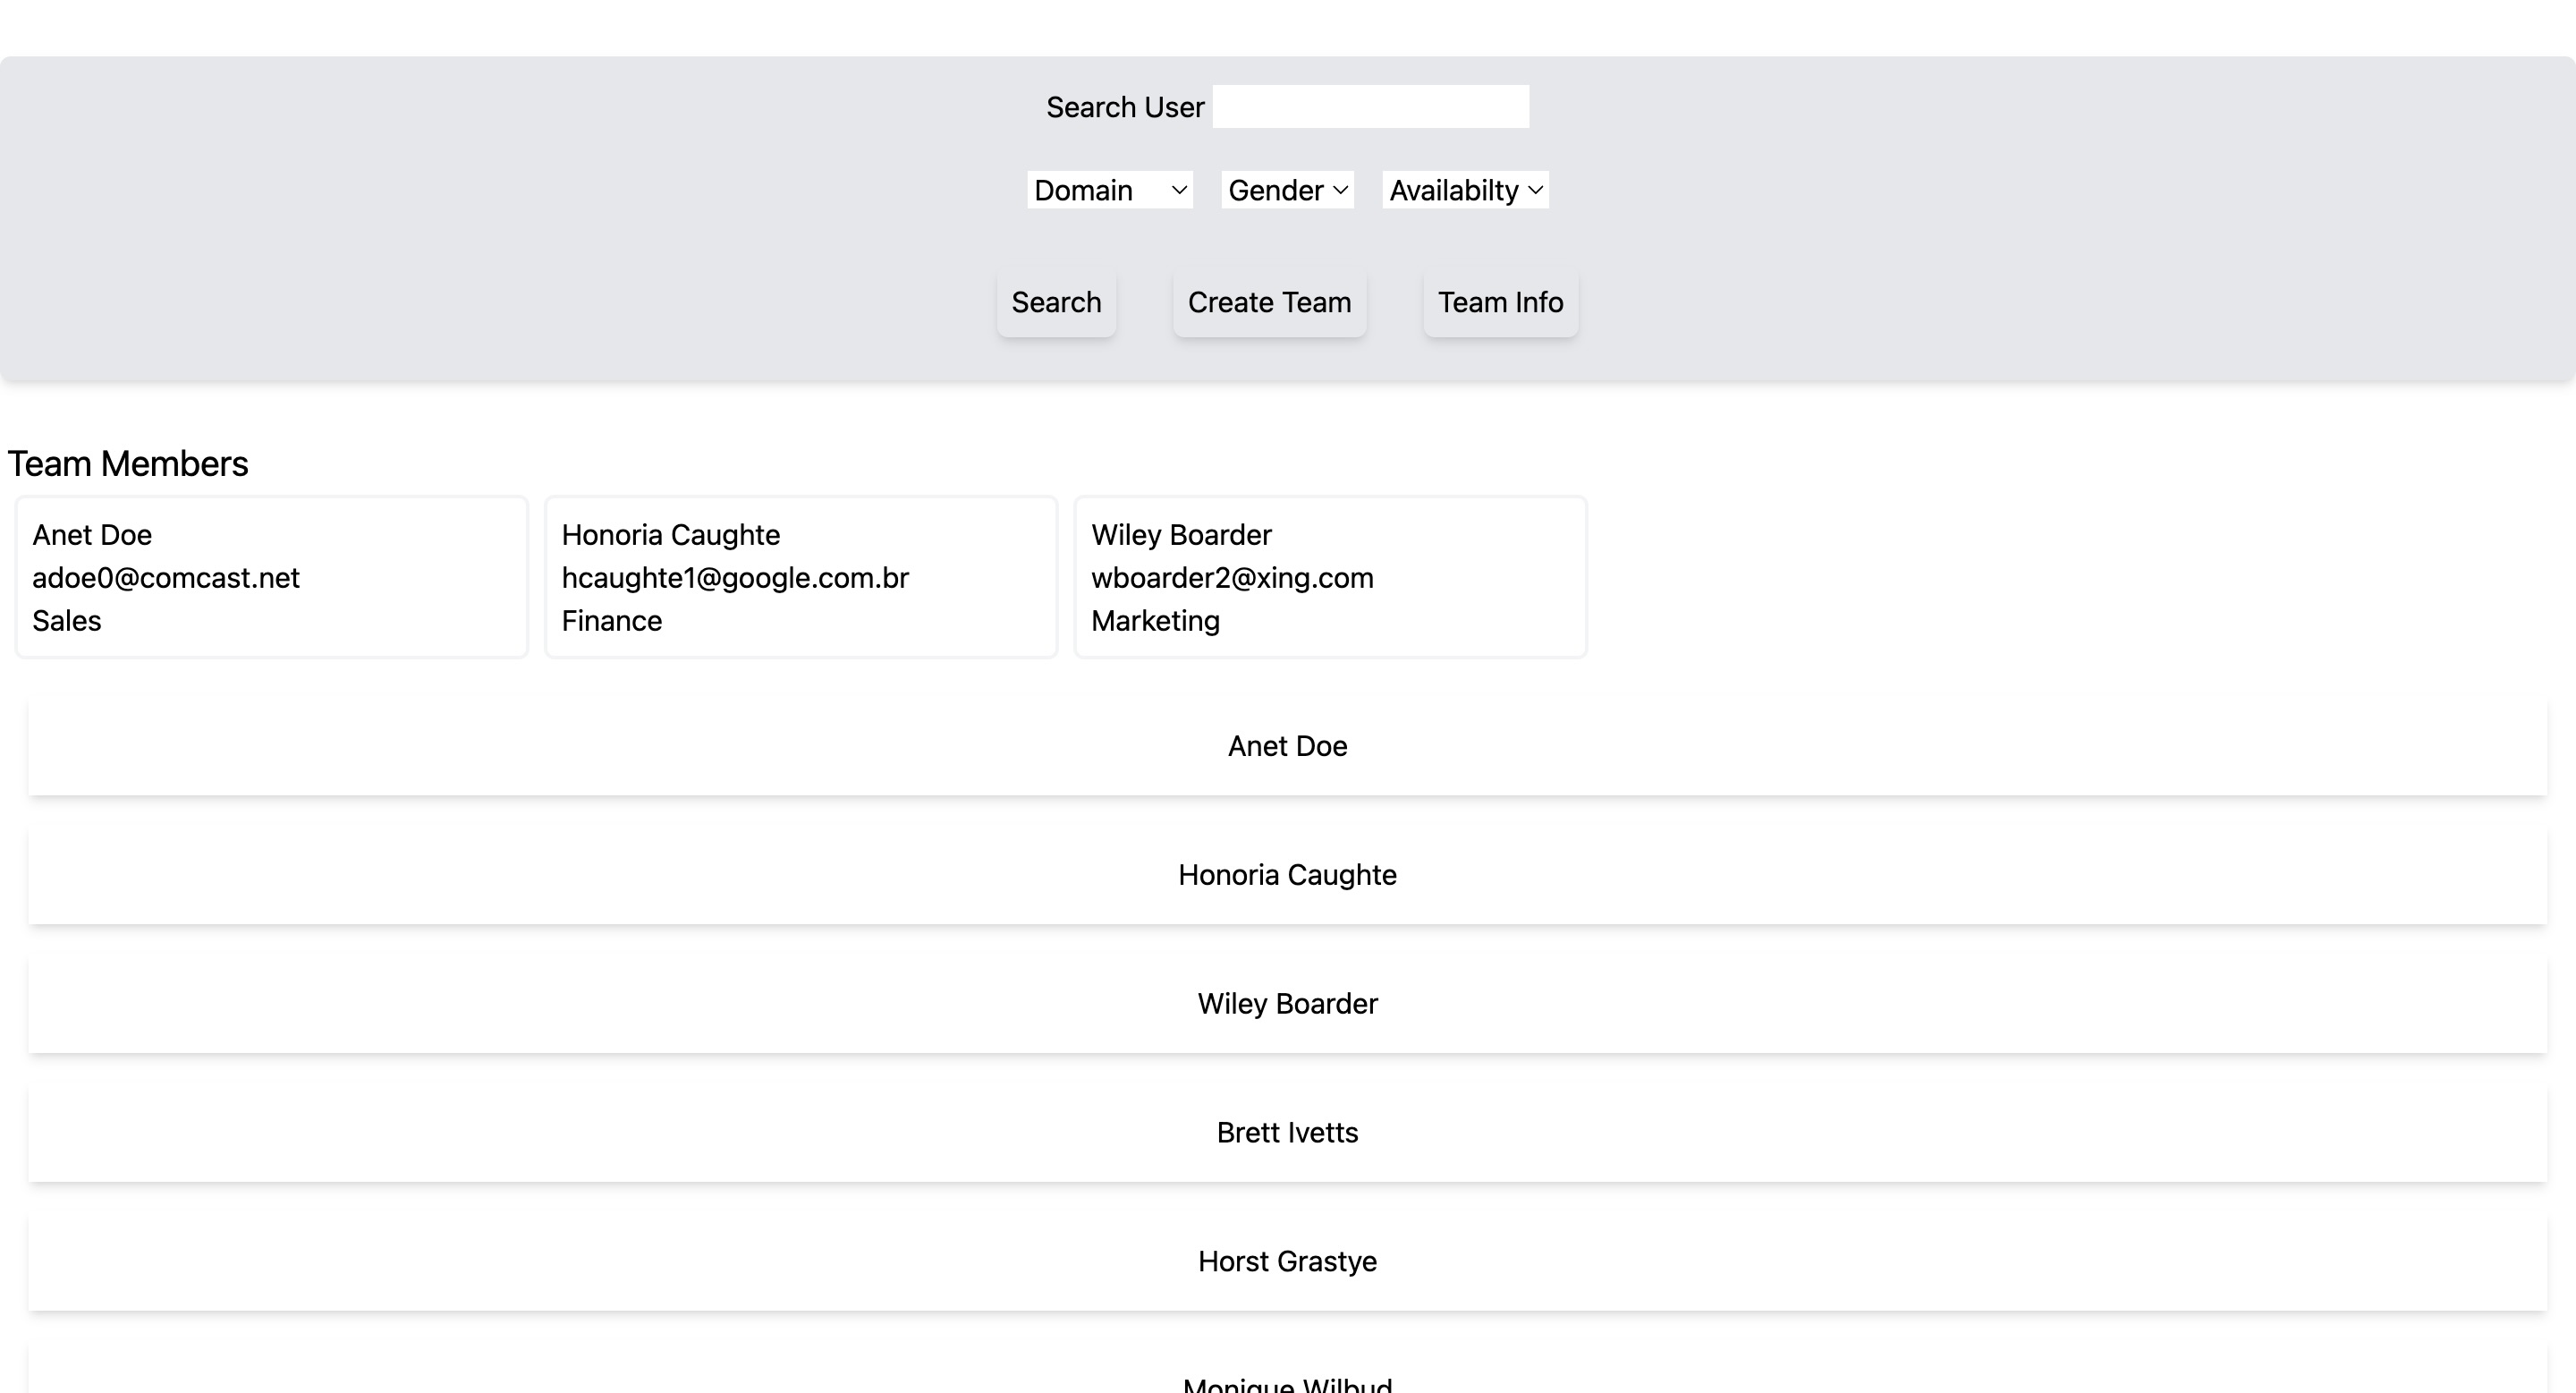 Search User
Domain Gender Availabilty
Search Create Team Team Info
Team Members
Anet Doe
adoe0@comcast.net
Sales
Honoria Caughte
hcaughte1@google.com.br
Finance
Wiley Boarder
wboarder2@xing.com
Marketing
Anet Doe
Honoria Caughte
Wiley Boarder
Brett Ivetts
Horst Grastye
Monique Wilbud